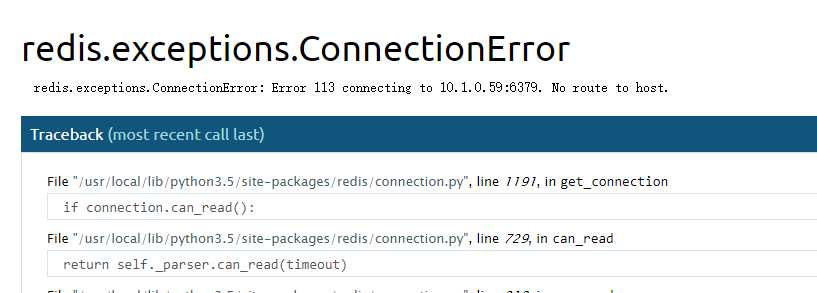 redis.exceptions.ConnectionError
redis.exceptions.ConnectionError: Error 113 connecting to 10.1.0.59:6379. No route to host.
Traceback (most recent call last)
File "/usr/local/lib/python3.5/site-packages/redis/connection.py", line 1191, in get_connection
if connection.can_read():
File "/usr/local/lib/python3.5/site-packages/redis/connection.py", line 729, in can_read
return self._parser.can_read(timeout)